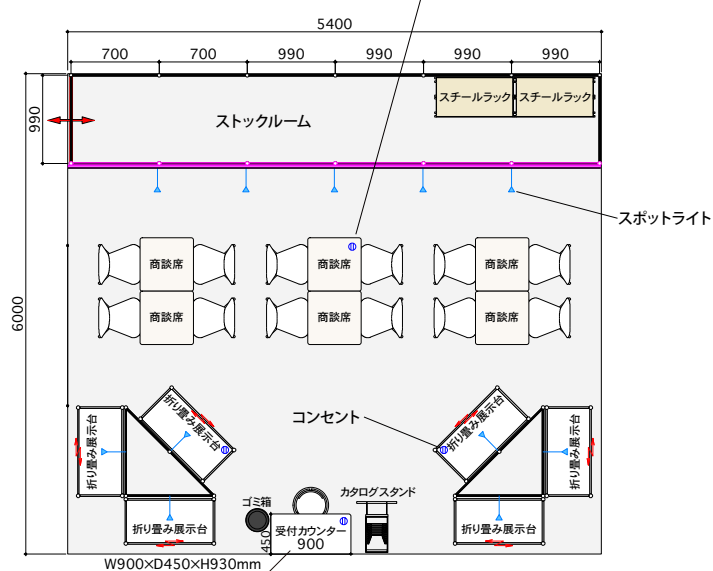 5400
700 700 990 990 990 990
スチールラック スチールラック
990
ストックルーム
スポットライト
商談席 商談席 商談席
6000
商談席 商談席 商談席
折り畳み展示台 折り畳み展示台
コンセント
折り畳み展示台 折り畳み展示台
ゴミ箱 カタログスタンド
折り畳み展示台 受付カウンター 折り畳み展示台
450 900
W900×D450×H930mm